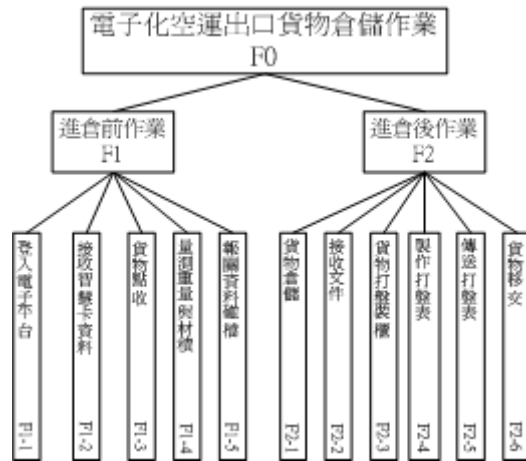 電子化空運出口貨物倉儲作業
F0
進倉前作業
F1
進倉後作業
F2
登入電子平台 F1-1
接收智慧卡資料 F1-2
貨物點收 F1-3
量測重量與材積 F1-4
報關資料確檔 F1-5
貨物倉儲 F2-1
接收文件 F2-2
貨物打盤裝櫃 F2-3
製作打盤表 F2-4
傳送打盤表 F2-5
貨物移交 F2-6